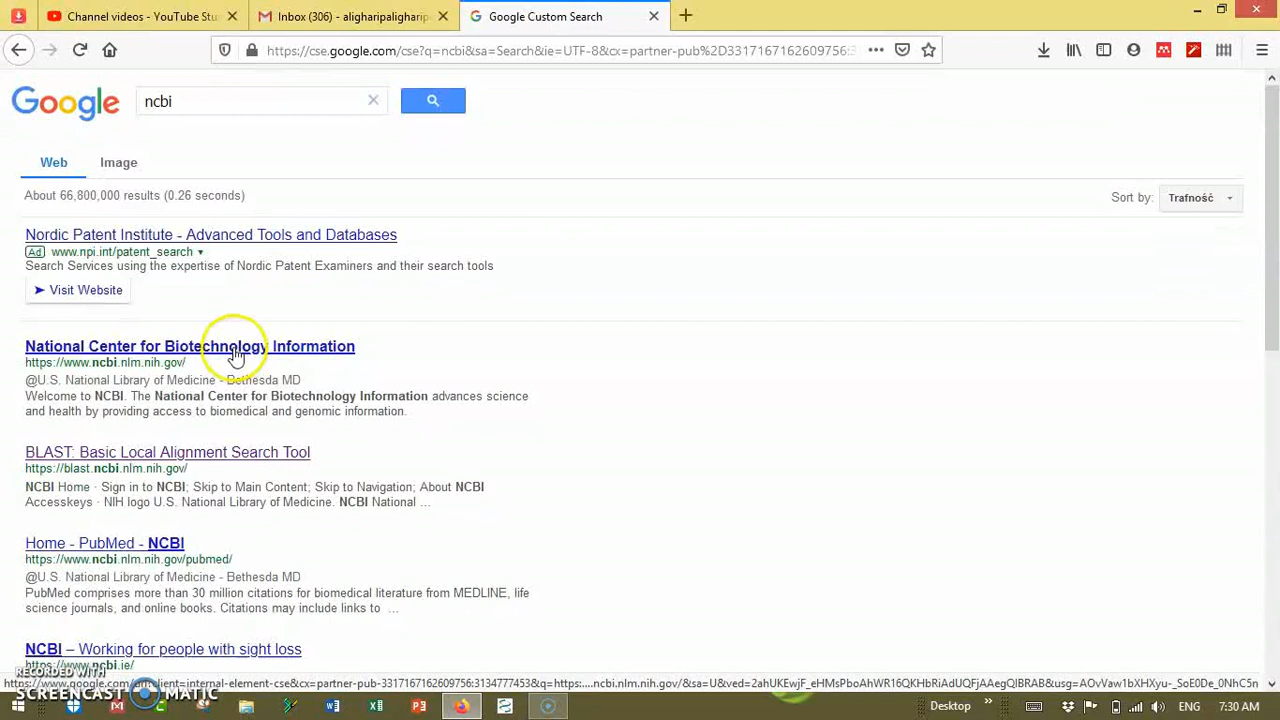 Channel videos - YouTube Stu
Inbox (306) - aligharipaligharip
Google Custom Search
https://cse.google.com/cse?q=ncbi&sa=Search&ie=UTF-8&cx=partner-pub%2D3317167162609756:3
Google
ncbi
Web
Image
About 66,800,000 results (0.26 seconds)
Sort by:
Trafność
Nordic Patent Institute - Advanced Tools and Databases
Ad www.npi.int/patent_search
Search Services using the expertise of Nordic Patent Examiners and their search tools
Visit Website
National Center for Biotechnology Information
https://www.ncbi.nlm.nih.gov/
@U.S. National Library of Medicine - Bethesda MD
Welcome to NCBI. The National Center for Biotechnology Information advances science
and health by providing access to biomedical and genomic information.
BLAST: Basic Local Alignment Search Tool
https://blast.ncbi.nlm.nih.gov/
NCBI Home · Sign in to NCBI; Skip to Main Content; Skip to Navigation; About NCBI
Accesskeys · NIH logo U.S. National Library of Medicine. NCBI National ...
Home - PubMed - NCBI
https://www.ncbi.nlm.nih.gov/pubmed/
@U.S. National Library of Medicine - Bethesda MD
PubMed comprises more than 30 million citations for biomedical literature from MEDLINE, life
science journals, and online books. Citations may include links to ...
NCBI – Working for people with sight loss
https://www.ncbi.ie/
RECORDED WITH
SCREENCAST MATIC
Desktop
ENG
7:30 AM